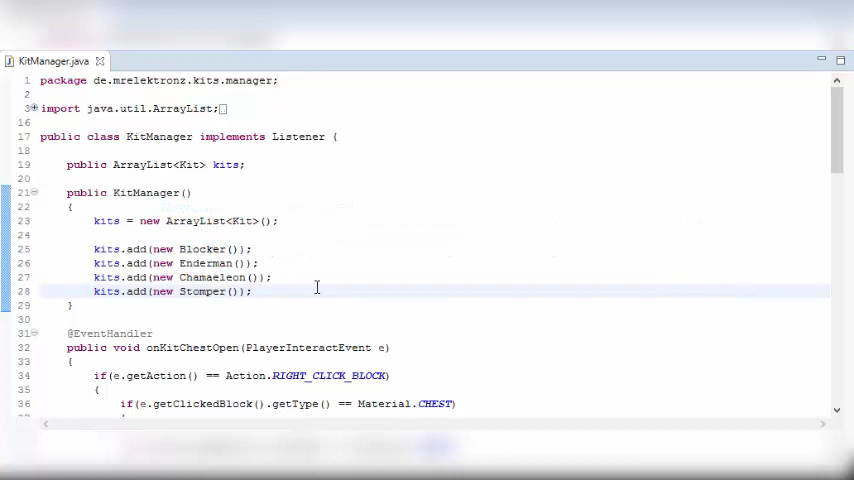 KitManager.java
1 package de.mrelektronz.kits.manager;
2
3 import java.util.ArrayList;
16
17 public class KitManager implements Listener {
18
19 public ArrayList<Kit> kits;
20
21 public KitManager()
22 {
23 kits = new ArrayList<Kit>();
24
25 kits.add(new Blocker());
26 kits.add(new Enderman());
27 kits.add(new Chamaeleon());
28 kits.add(new Stomper());
29 }
30
31 @EventHandler
32 public void onKitChestOpen(PlayerInteractEvent e)
33 {
34 if(e.getAction() == Action.RIGHT_CLICK_BLOCK)
35 {
36 if(e.getClickedBlock().getType() == Material.CHEST)